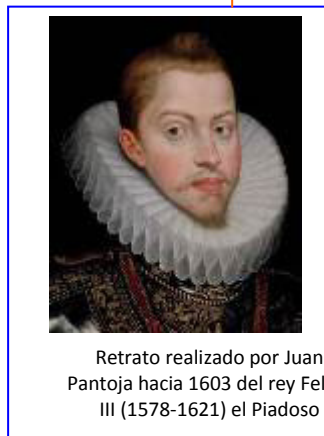 Retrato realizado por Juan
Pantoja hacia 1603 del rey Fel
III (1578-1621) el Piadoso